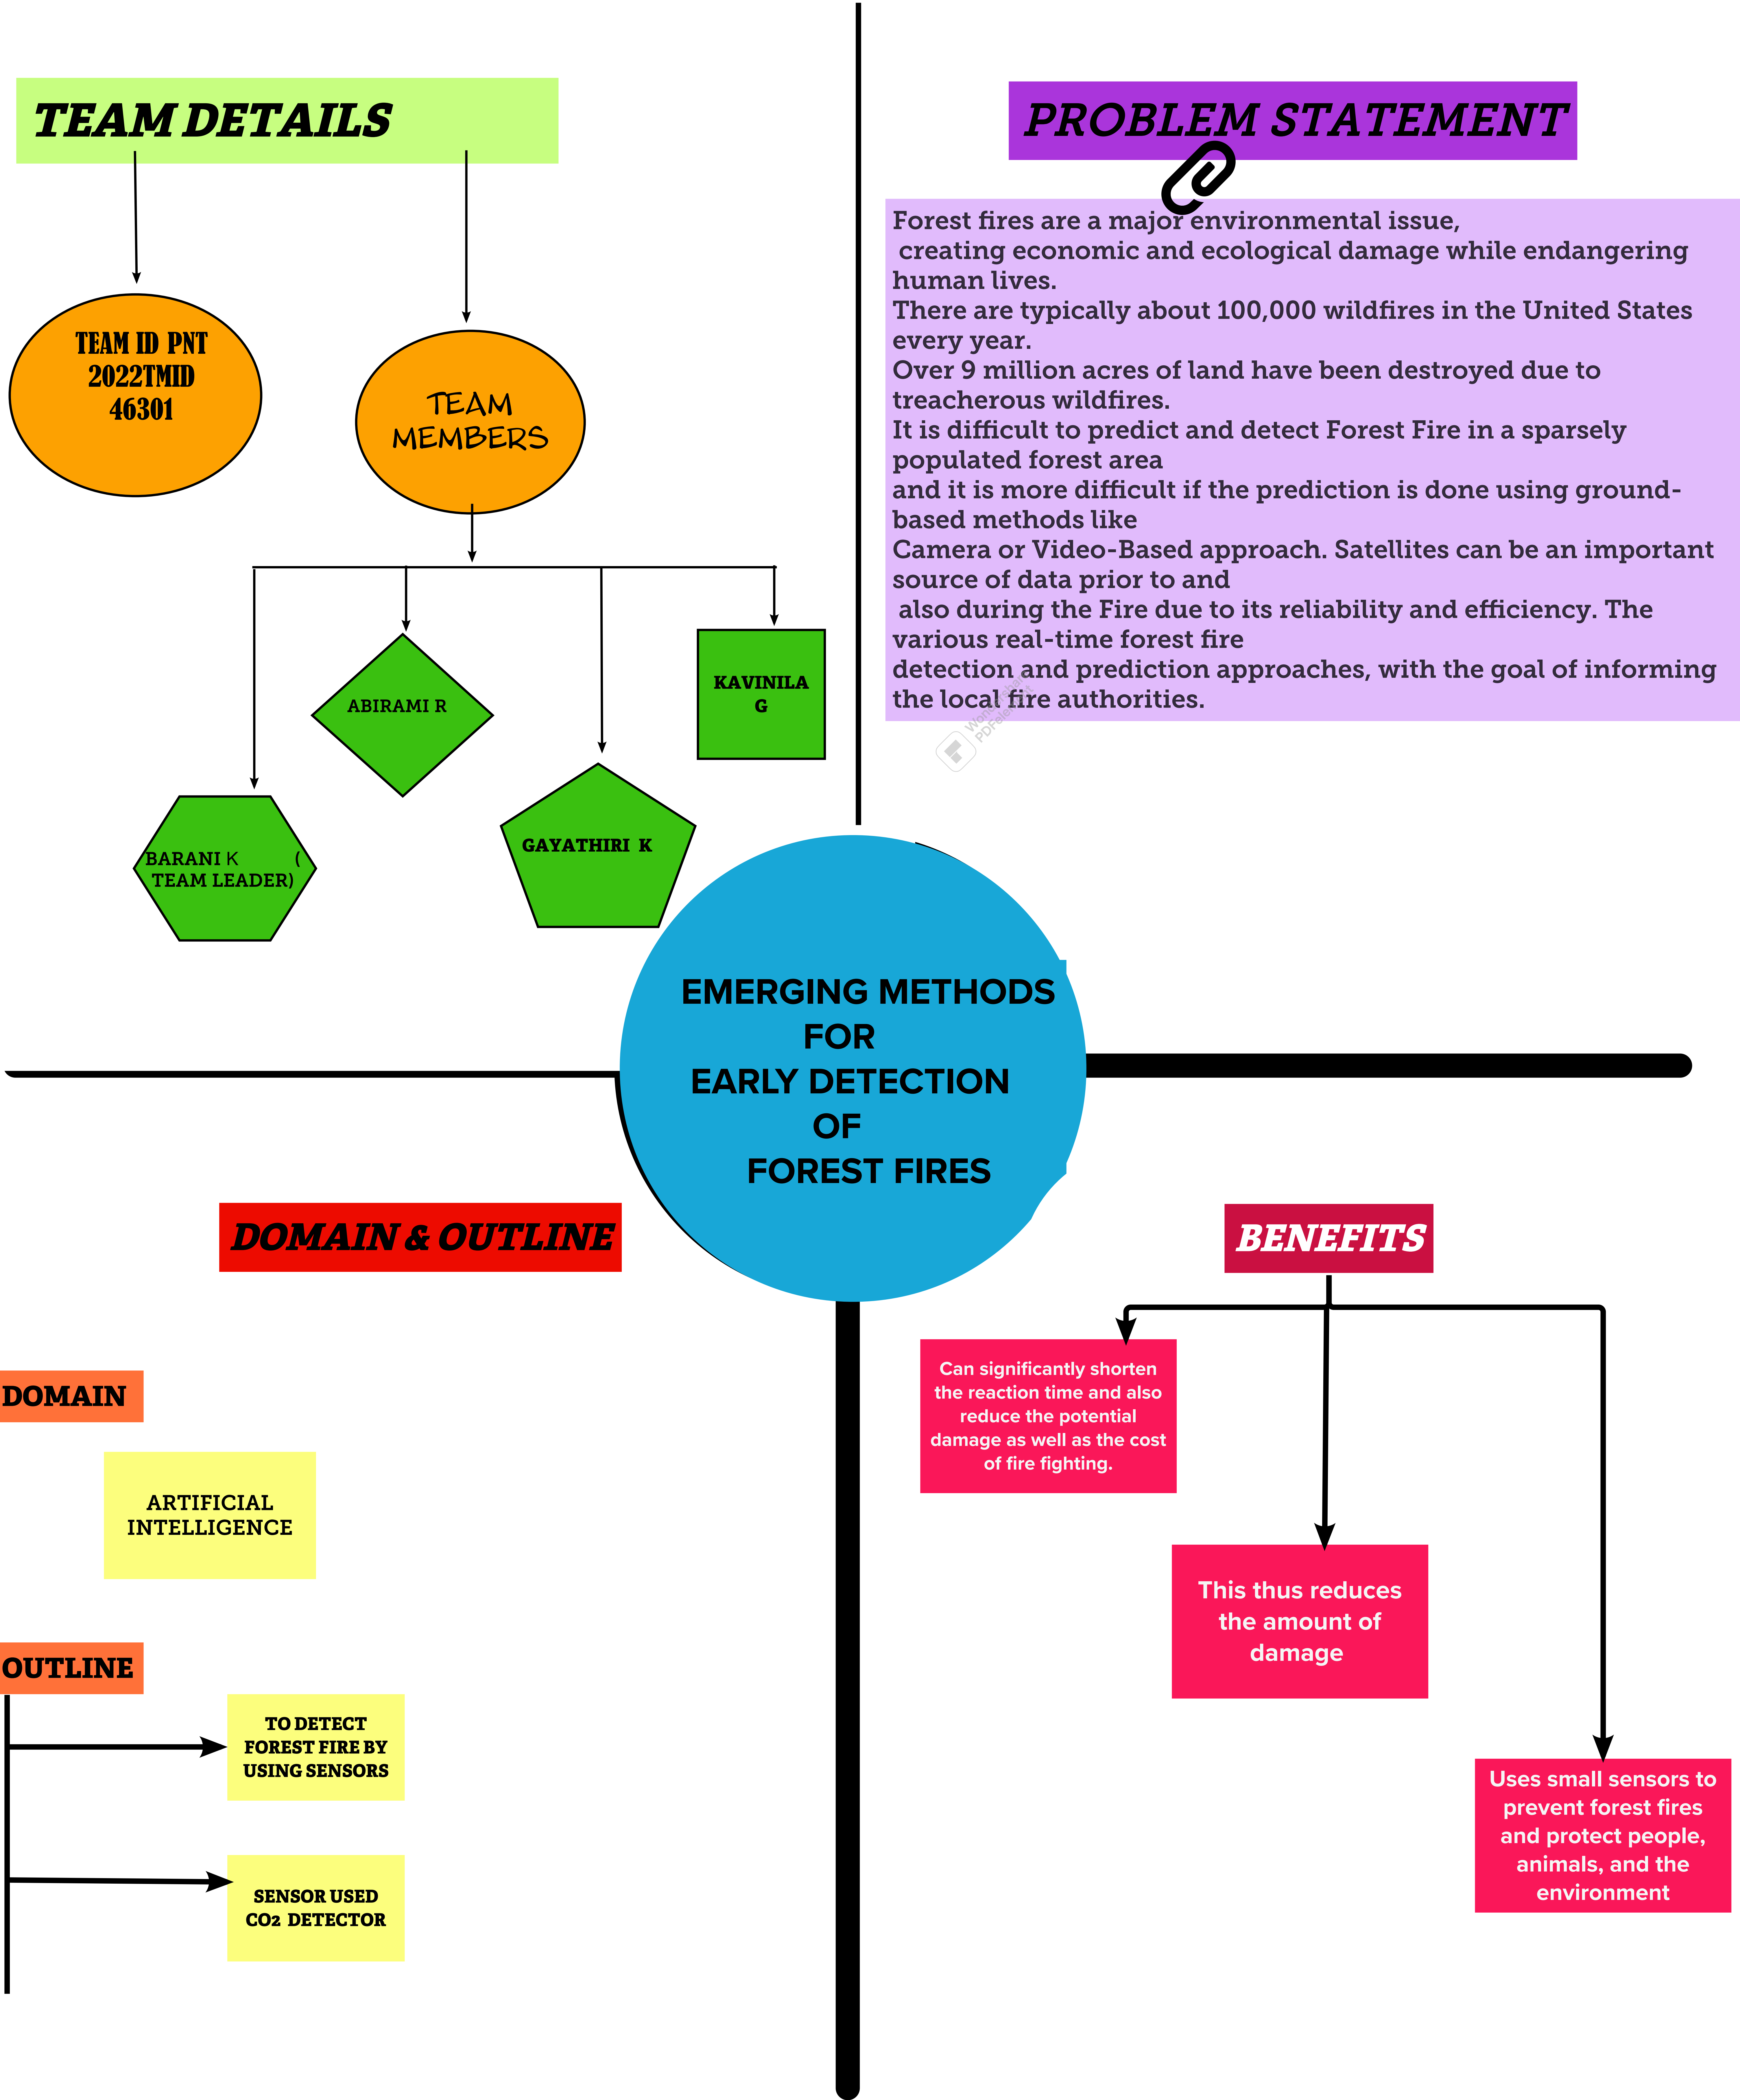 TEAM DETAILS
TEAM ID PNT
2022TMID
46301
TEAM
MEMBERS
ABIRAMI R
KAVINILA
G
BARANI K (
TEAM LEADER)
GAYATHIRI K
PROBLEM STATEMENT
Forest fires are a major environmental issue,
creating economic and ecological damage while endangering
human lives.
There are typically about 100,000 wildfires in the United States
every year.
Over 9 million acres of land have been destroyed due to
treacherous wildfires.
It is difficult to predict and detect Forest Fire in a sparsely
populated forest area
and it is more difficult if the prediction is done using ground-
based methods like
Camera or Video-Based approach. Satellites can be an important
source of data prior to and
also during the Fire due to its reliability and efficiency. The
various real-time forest fire
detection and prediction approaches, with the goal of informing
the local fire authorities.
Wondershare
PDFelement
EMERGING METHODS
FOR
EARLY DETECTION
OF
FOREST FIRES
DOMAIN & OUTLINE
DOMAIN
ARTIFICIAL
INTELLIGENCE
OUTLINE
TO DETECT
FOREST FIRE BY
USING SENSORS
SENSOR USED
CO2 DETECTOR
BENEFITS
Can significantly shorten
the reaction time and also
reduce the potential
damage as well as the cost
of fire fighting.
This thus reduces
the amount of
damage
Uses small sensors to
prevent forest fires
and protect people,
animals, and the
environment